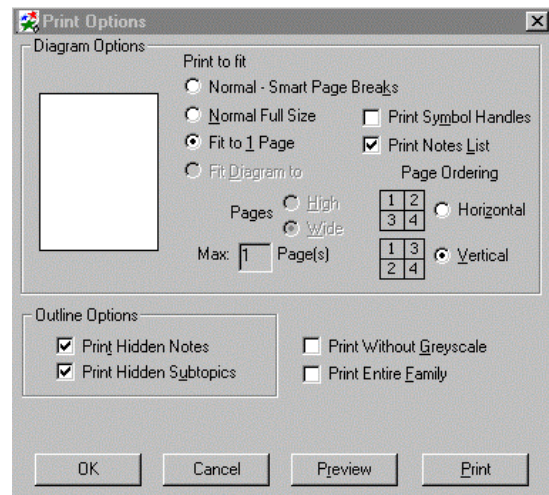 Print Options
Diagram Options
Print to fit
Normal - Smart Page Breaks
Normal Full Size
Print Symbol Handles
Fit to 1 Page
Print Notes List
Fit Diagram to
Page Ordering
Pages
High
Wide
1 2
3 4
Horizontal
Max: 1 Page(s)
1 3
2 4
Vertical
Outline Options
Print Hidden Notes
Print Without Greyscale
Print Hidden Subtopics
Print Entire Family
OK Cancel Preview Print